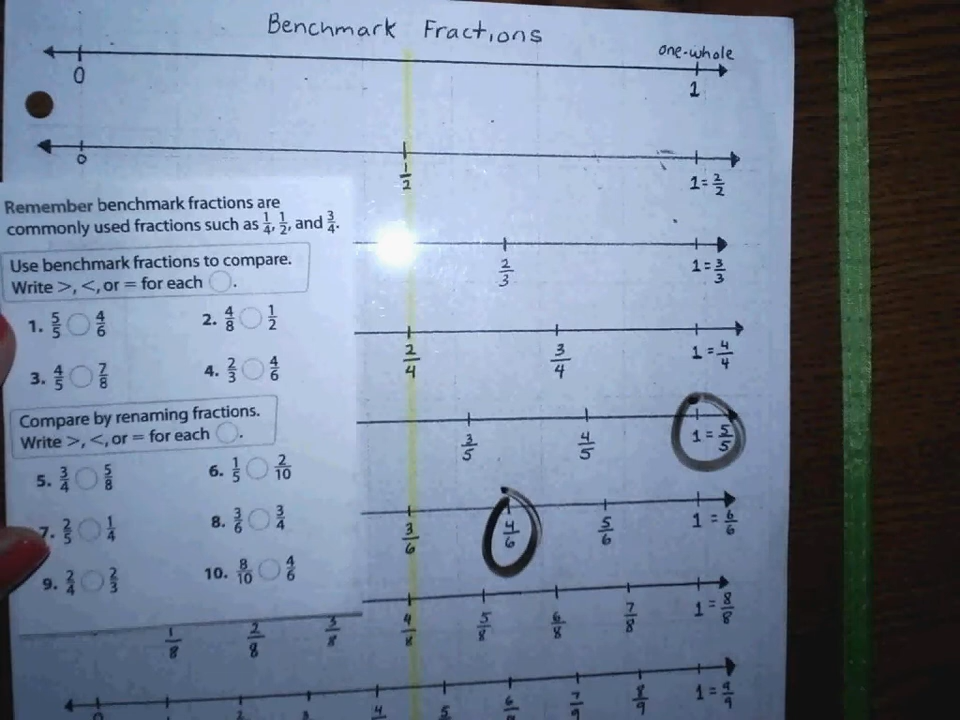 Benchmark Fractions
one-whole
0 1
0 1/2 1=2/2
Remember benchmark fractions are
commonly used fractions such as 1/4, 1/2, and 3/4.
Use benchmark fractions to compare.
Write >, <, or = for each ◯.
1. 5/5 ◯ 4/6 2. 4/8 ◯ 1/2
3. 4/5 ◯ 7/8 4. 2/3 ◯ 4/6
Compare by renaming fractions.
Write >, <, or = for each ◯.
5. 3/4 ◯ 5/8 6. 1/5 ◯ 2/10
7. 2/5 ◯ 1/4 8. 3/6 ◯ 3/4
9. 2/4 ◯ 2/3 10. 8/10 ◯ 4/6
2/3 1=3/3
2/4 3/4 1=4/4
3/5 4/5 1=5/5
3/6 4/6 5/6 1=6/6
1/8 2/8 3/8 4/8 5/8 6/8 7/8 1=8/8
7/9 8/9 1=9/9